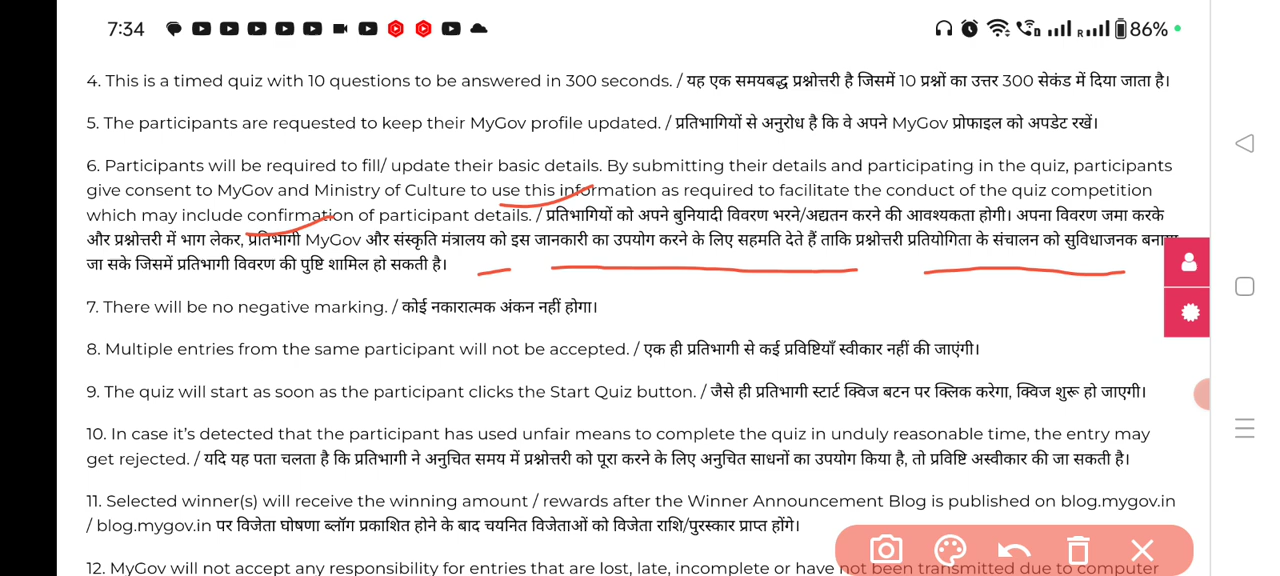 7:34 86%
4. This is a timed quiz with 10 questions to be answered in 300 seconds. / यह एक समयबद्ध प्रश्नोत्तरी है जिसमें 10 प्रश्नों का उत्तर 300 सेकंड में दिया जाता है।
5. The participants are requested to keep their MyGov profile updated. / प्रतिभागियों से अनुरोध है कि वे अपने MyGov प्रोफाइल को अपडेट रखें।
6. Participants will be required to fill/ update their basic details. By submitting their details and participating in the quiz, participants
give consent to MyGov and Ministry of Culture to use this information as required to facilitate the conduct of the quiz competition
which may include confirmation of participant details. / प्रतिभागियों को अपने बुनियादी विवरण भरने/अद्यतन करने की आवश्यकता होगी। अपना विवरण जमा करके
और प्रश्नोत्तरी में भाग लेकर, प्रतिभागी MyGov और संस्कृति मंत्रालय को इस जानकारी का उपयोग करने के लिए सहमति देते हैं ताकि प्रश्नोत्तरी प्रतियोगिता के संचालन को सुविधाजनक बनाया
जा सके जिसमें प्रतिभागी विवरण की पुष्टि शामिल हो सकती है।
7. There will be no negative marking. / कोई नकारात्मक अंकन नहीं होगा।
8. Multiple entries from the same participant will not be accepted. / एक ही प्रतिभागी से कई प्रविष्टियाँ स्वीकार नहीं की जाएंगी।
9. The quiz will start as soon as the participant clicks the Start Quiz button. / जैसे ही प्रतिभागी स्टार्ट क्विज बटन पर क्लिक करेगा, क्विज शुरू हो जाएगी।
10. In case it’s detected that the participant has used unfair means to complete the quiz in unduly reasonable time, the entry may
get rejected. / यदि यह पता चलता है कि प्रतिभागी ने अनुचित समय में प्रश्नोत्तरी को पूरा करने के लिए अनुचित साधनों का उपयोग किया है, तो प्रविष्टि अस्वीकार की जा सकती है।
11. Selected winner(s) will receive the winning amount / rewards after the Winner Announcement Blog is published on blog.mygov.in
/ blog.mygov.in पर विजेता घोषणा ब्लॉग प्रकाशित होने के बाद चयनित विजेताओं को विजेता राशि/पुरस्कार प्राप्त होंगे।
12. MyGov will not accept any responsibility for entries that are lost, late, incomplete or have not been transmitted due to computer